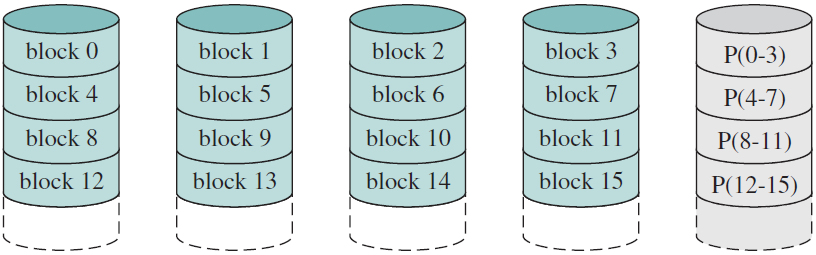 block 0 block 1 block 2 block 3 P(0-3)
block 4 block 5 block 6 block 7 P(4-7)
block 8 block 9 block 10 block 11 P(8-11)
block 12 block 13 block 14 block 15 P(12-15)